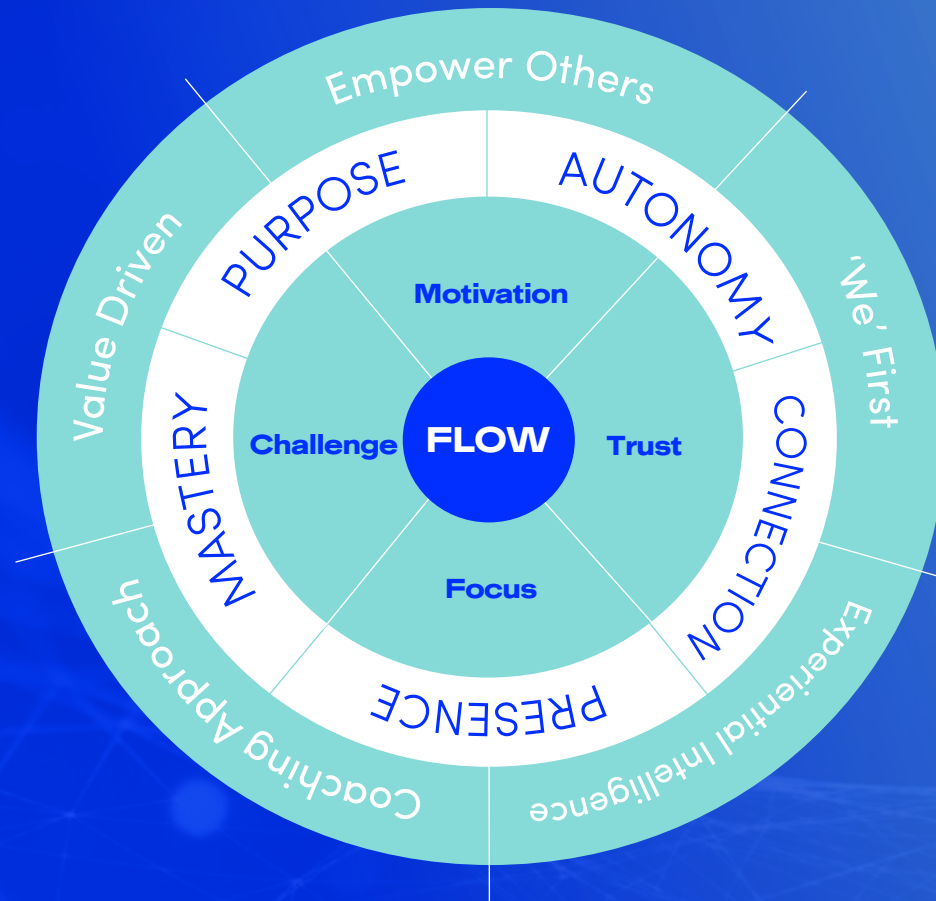 Empower Others
'We' First
Experiential Intelligence
Coaching Approach
Value Driven
PURPOSE
AUTONOMY
CONNECTION
PRESENCE
MASTERY
Motivation
Trust
Focus
Challenge
FLOW